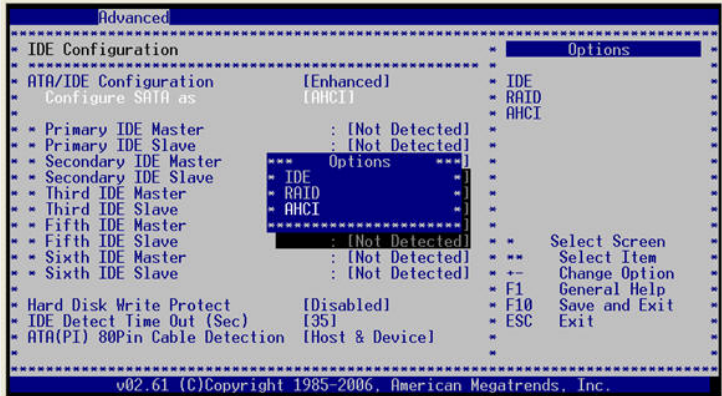 Advanced
IDE Configuration
Options
ATA/IDE Configuration [Enhanced]
IDE
Configure SATA as [AHCI]
RAID
AHCI
* Primary IDE Master : [Not Detected]
* Primary IDE Slave : [Not Detected]
* Secondary IDE Master
*** Options ***
* Secondary IDE Slave
* IDE *
* Third IDE Master
* RAID *
* Third IDE Slave
* AHCI *
* Fifth IDE Master
* Fifth IDE Slave : [Not Detected]
* Select Screen
* Sixth IDE Master : [Not Detected]
** Select Item
* Sixth IDE Slave : [Not Detected]
+- Change Option
F1 General Help
Hard Disk Write Protect [Disabled]
F10 Save and Exit
IDE Detect Time Out (Sec) [35]
ESC Exit
ATA(PI) 80Pin Cable Detection [Host & Device]
v02.61 (C)Copyright 1985-2006, American Megatrends, Inc.